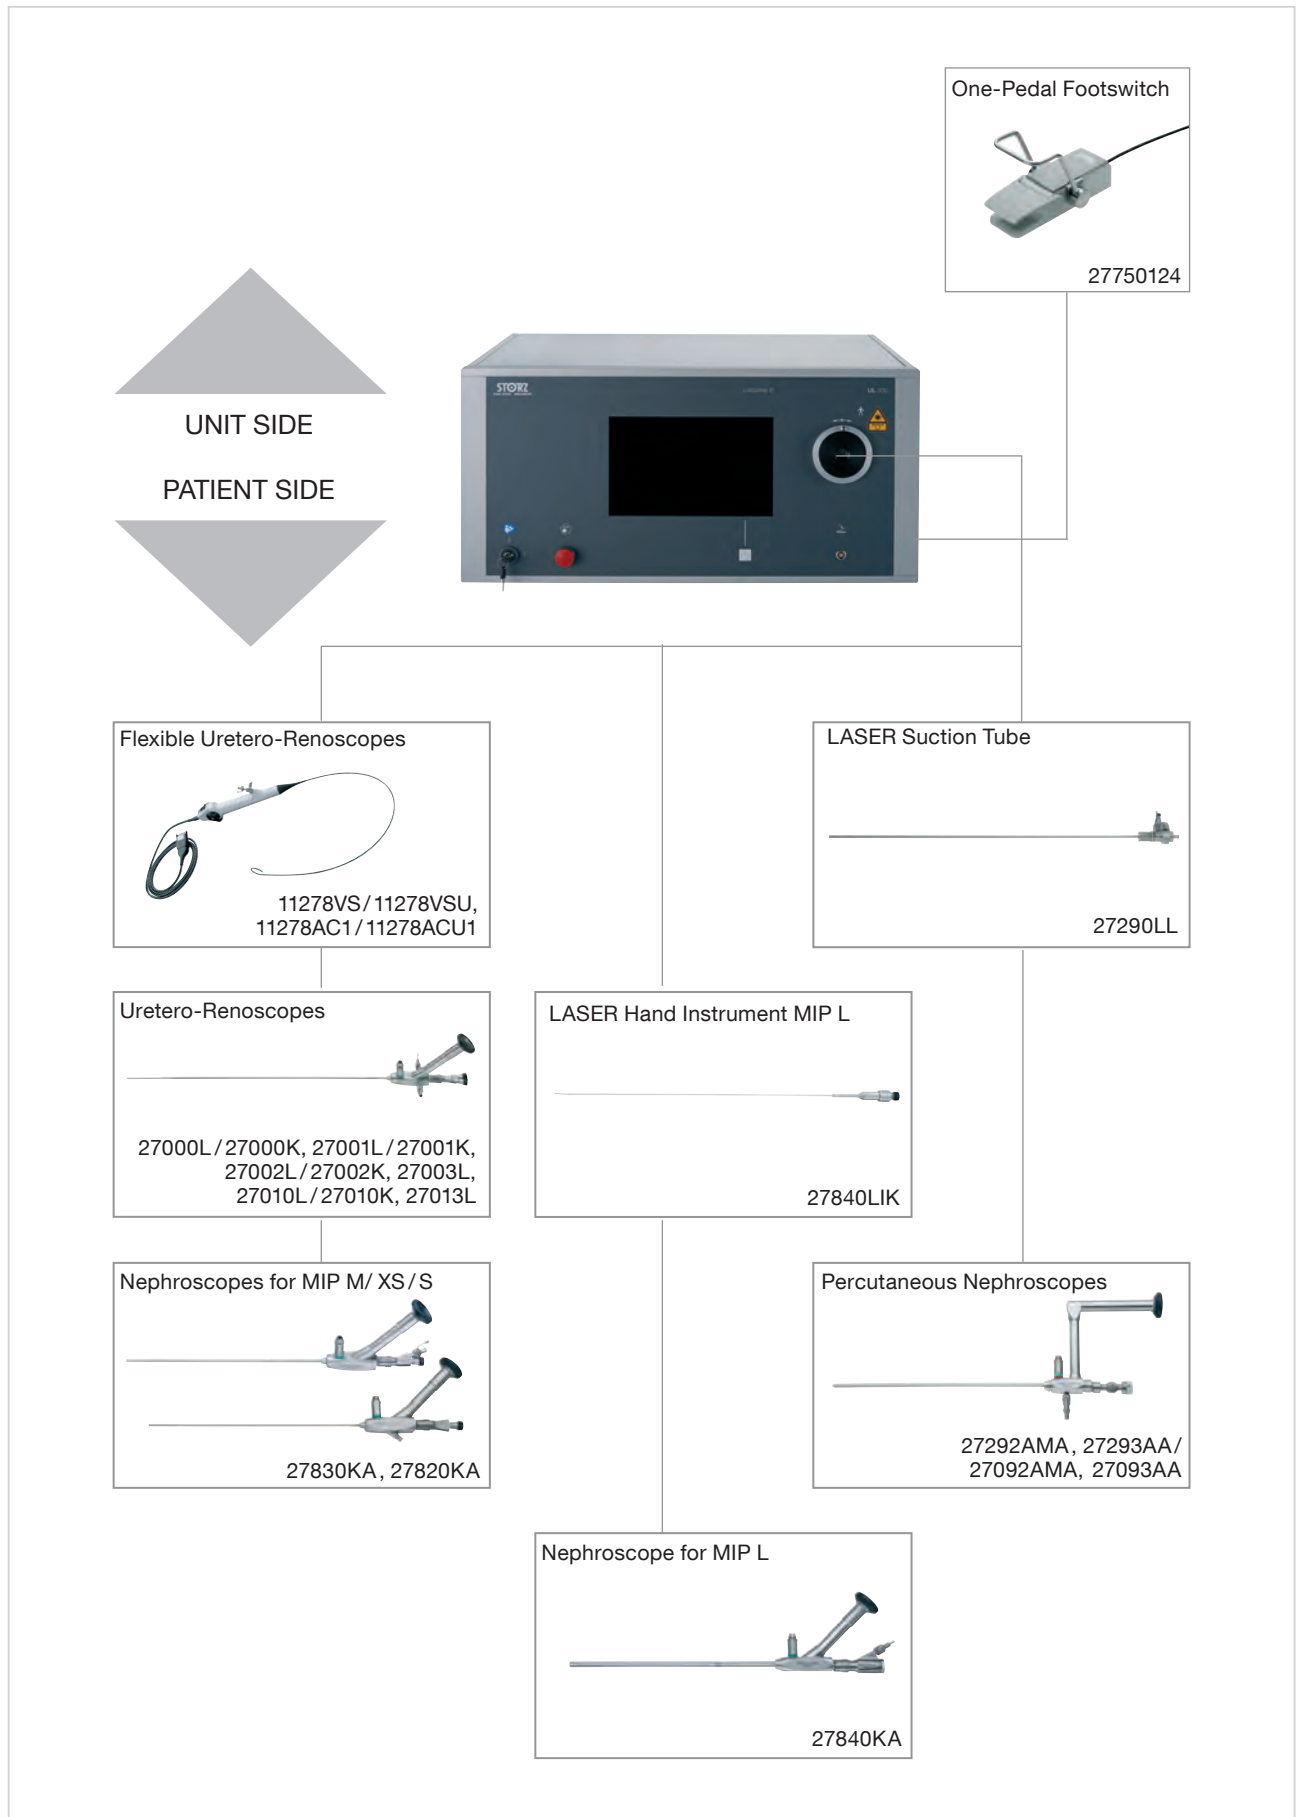 One-Pedal Footswitch
27750124
UNIT SIDE
PATIENT SIDE
STORZ
Flexible Uretero-Renoscopes
11278VS/11278VSU,
11278AC1/11278ACU1
LASER Suction Tube
27290LL
Uretero-Renoscopes
27000L/27000K, 27001L/27001K,
27002L/27002K, 27003L,
27010L/27010K, 27013L
LASER Hand Instrument MIP L
27840LIK
Nephroscopes for MIP M/ XS/S
27830KA, 27820KA
Percutaneous Nephroscopes
27292AMA, 27293AA/
27092AMA, 27093AA
Nephroscope for MIP L
27840KA